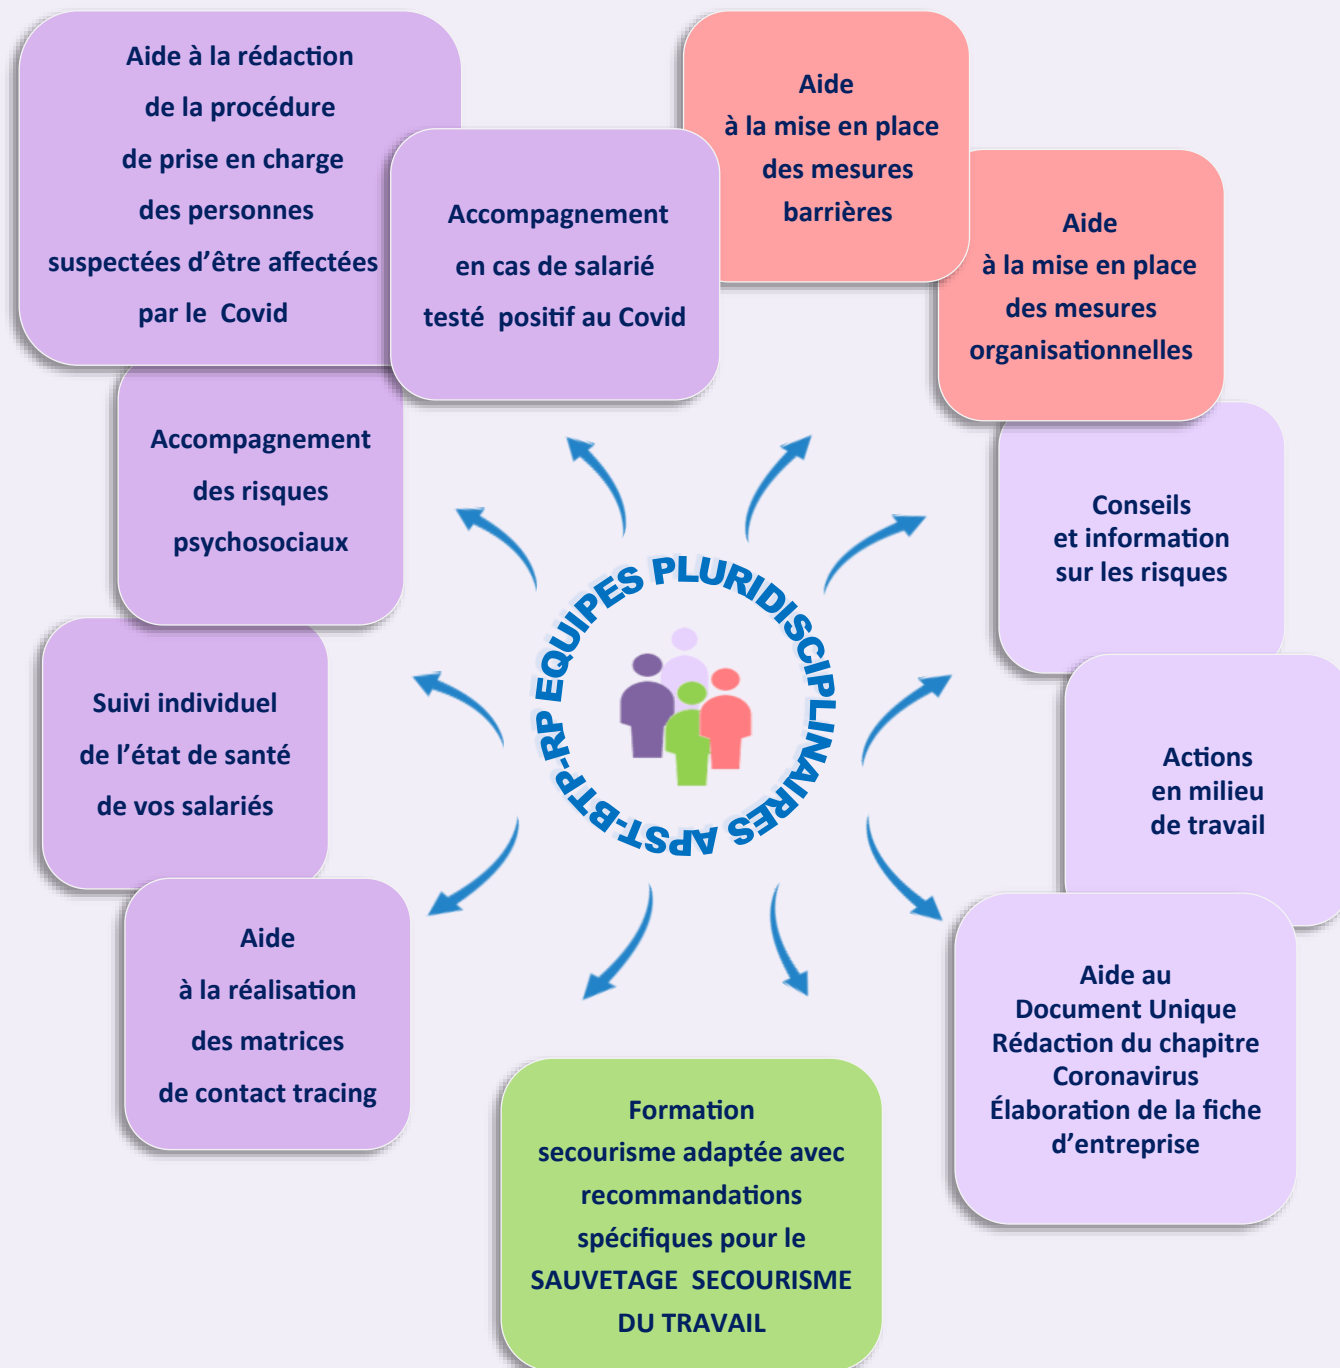 Aide à la rédaction
de la procédure
de prise en charge
des personnes
suspectées d’être affectées
par le Covid
Accompagnement
en cas de salarié
testé positif au Covid
Aide
à la mise en place
des mesures
barrières
Aide
à la mise en place
des mesures
organisationnelles
Accompagnement
des risques
psychosociaux
Conseils
et information
sur les risques
Suivi individuel
de l’état de santé
de vos salariés
APST-BTP-RP EQUIPES PLURIDISCIPLINAIRES
Actions
en milieu
de travail
Aide
à la réalisation
des matrices
de contact tracing
Aide au
Document Unique
Rédaction du chapitre
Coronavirus
Élaboration de la fiche
d’entreprise
Formation
secourisme adaptée avec
recommandations
spécifiques pour le
SAUVETAGE SECOURISME
DU TRAVAIL